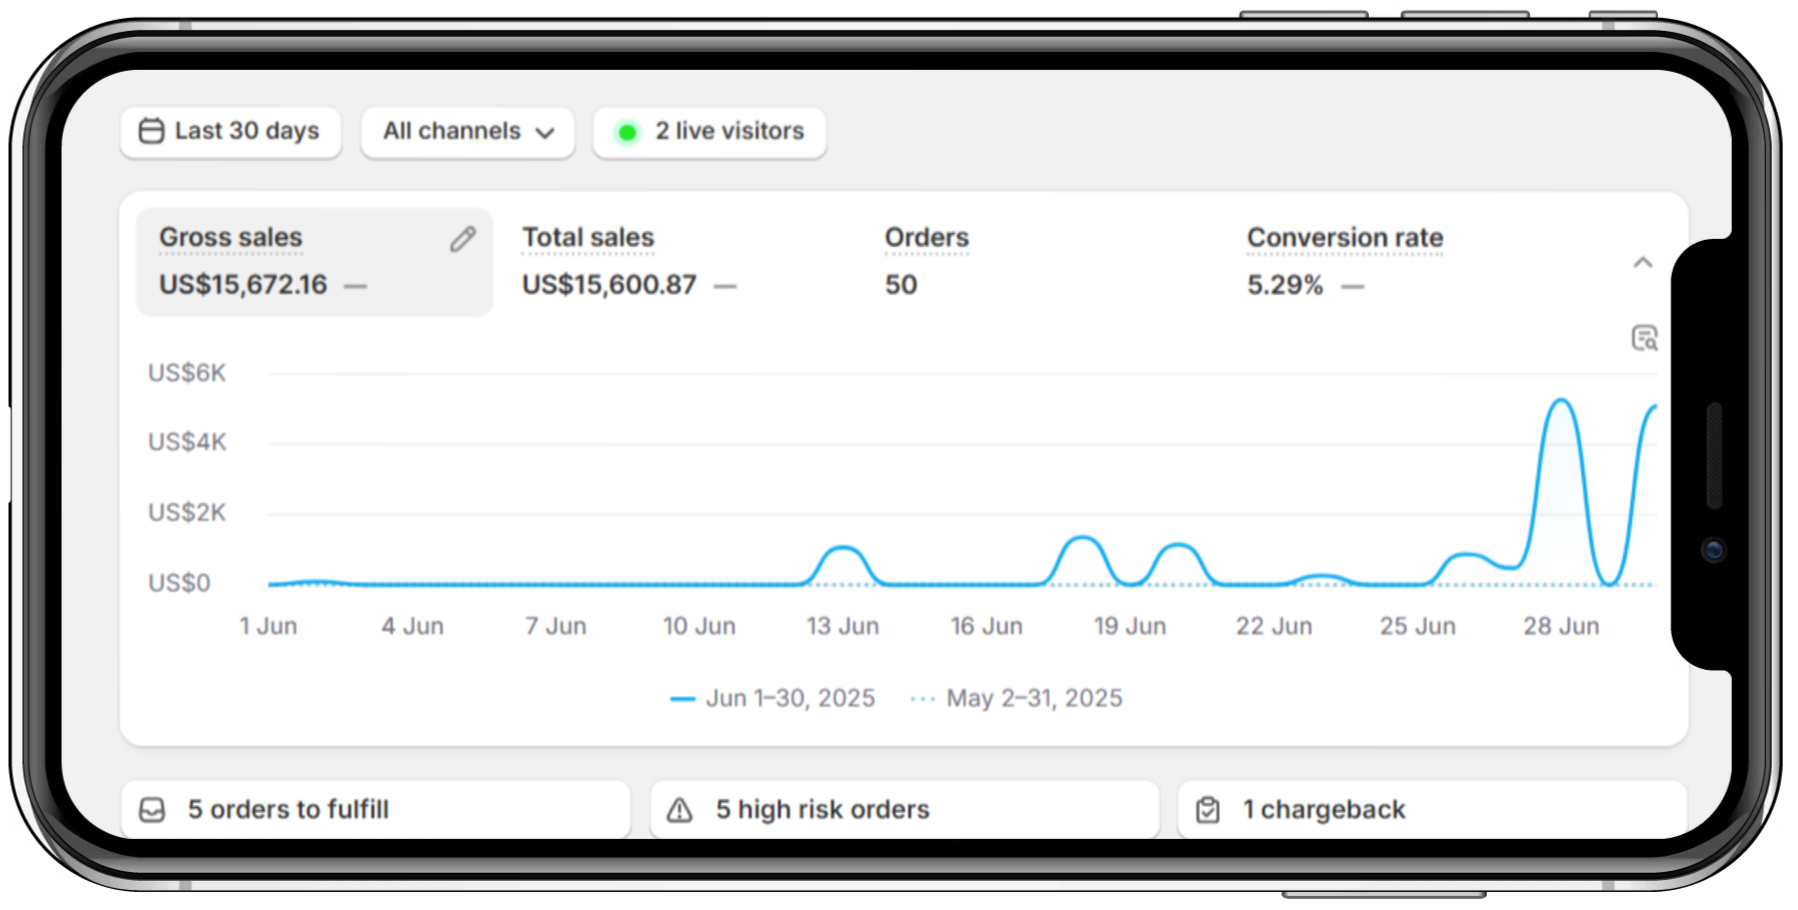 Last 30 days All channels 2 live visitors
Gross sales Total sales Orders Conversion rate
US$15,672.16 — US$15,600.87 — 50 5.29% —
US$6K
US$4K
US$2K
US$0
1 Jun 4 Jun 7 Jun 10 Jun 13 Jun 16 Jun 19 Jun 22 Jun 25 Jun 28 Jun
Jun 1–30, 2025 May 2–31, 2025
5 orders to fulfill 5 high risk orders 1 chargeback